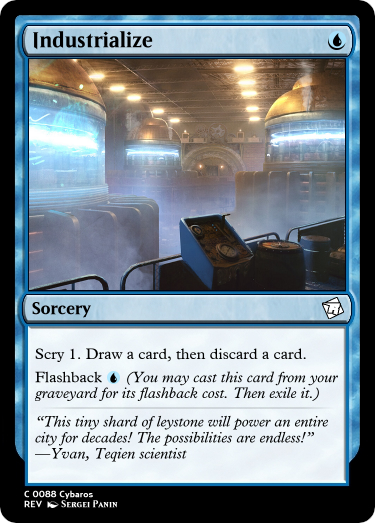 Industrialize
Sorcery
Scry 1. Draw a card, then discard a card.
Flashback (You may cast this card from your
graveyard for its flashback cost. Then exile it.)
“This tiny shard of leystone will power an entire
city for decades! The possibilities are endless!”
—Yvan, Teqien scientist
C 0088 Cybaros
REV Sergei Panin